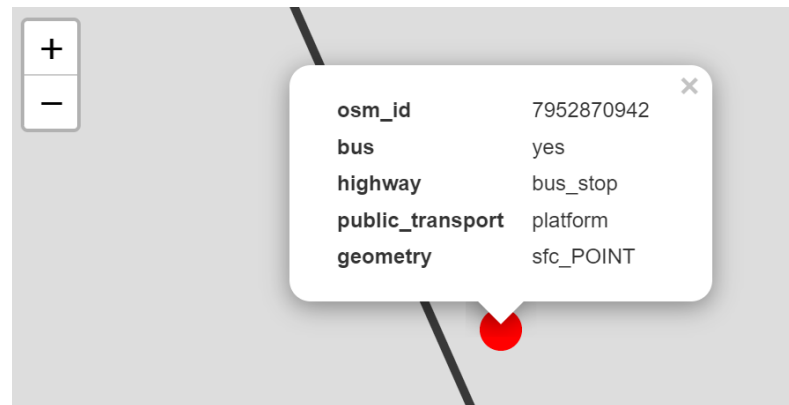 +
−
×
osm_id 7952870942
bus yes
highway bus_stop
public_transport platform
geometry sfc_POINT